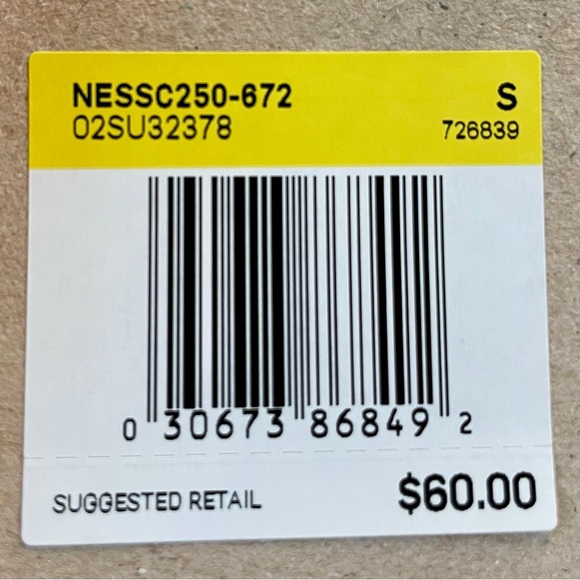 NESSC250-672 S
02SU32378 726839
0 30673 86849 2
SUGGESTED RETAIL $60.00